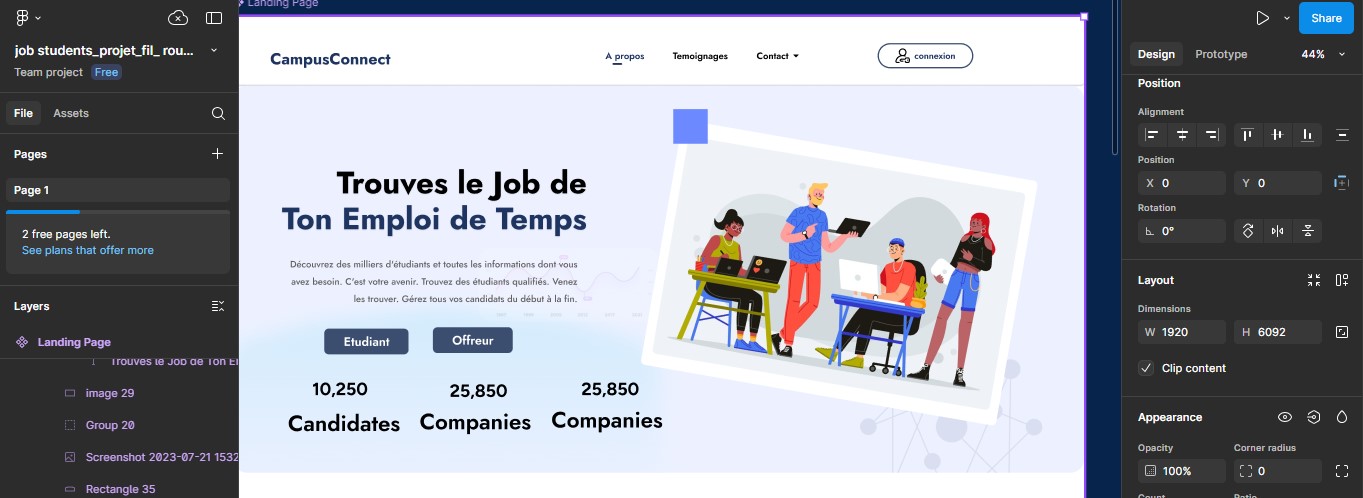 Landing Page
job students_projet_fil_ rou...
Team project Free
File Assets
Pages
Page 1
2 free pages left.
See plans that offer more
Layers
Landing Page
Trouves le Job de Ton El
image 29
Group 20
Screenshot 2023-07-21 1532
Rectangle 35
CampusConnect
A propos
Temoignages
Contact
connexion
Trouves le Job de
Ton Emploi de Temps
Découvrez des milliers d'étudiants et toutes les informations dont vous
avez besoin. C'est votre avenir. Trouvez des étudiants qualifiés. Venez
les trouver. Gérez tous vos candidats du début à la fin.
Etudiant
Offreur
10,250
25,850
25,850
Candidates
Companies
Companies
Share
Design Prototype 44%
Position
Alignment
Position
X 0
Y 0
Rotation
0°
Layout
Dimensions
W 1920
H 6092
Clip content
Appearance
Opacity
Corner radius
100%
0